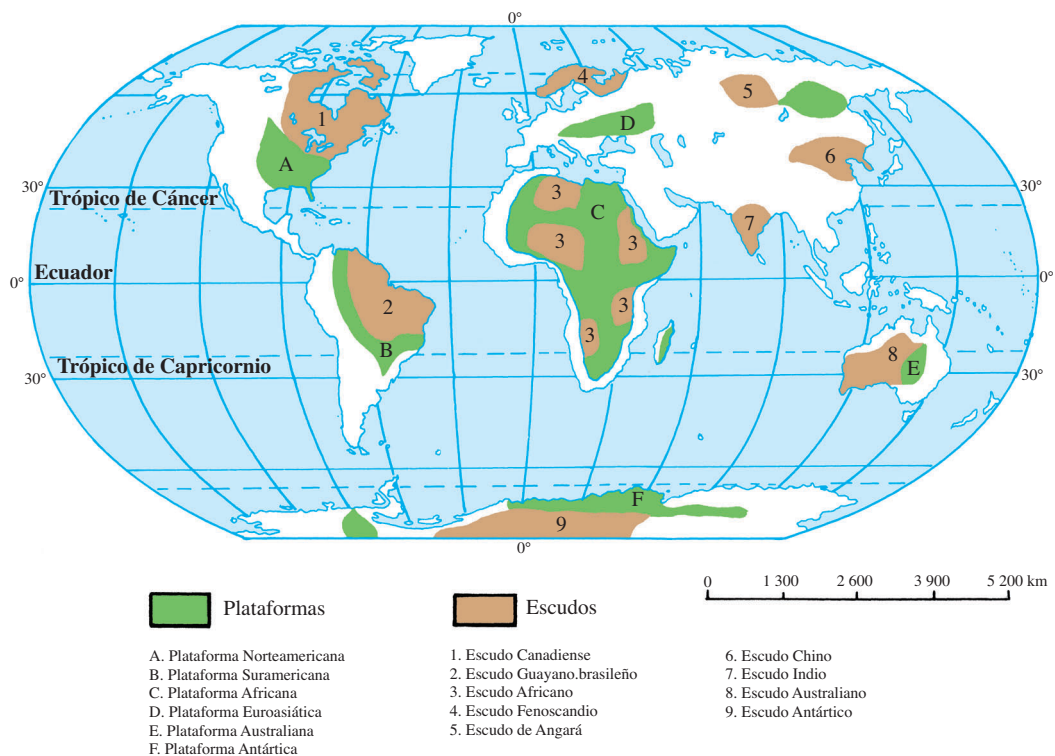 0°
4
5
1
D
6
A
30°
Trópico de Cáncer
30°
3
C
3
3
7
Ecuador
0°
0°
2
3
3
B
8
E
Trópico de Capricornio
30°
30°
F
9
0°
0 1 300 2 600 3 900 5 200 km
Plataformas
A. Plataforma Norteamericana
B. Plataforma Suramericana
C. Plataforma Africana
D. Plataforma Euroasiática
E. Plataforma Australiana
F. Plataforma Antártica
Escudos
1. Escudo Canadiense
2. Escudo Guayano.brasileño
3. Escudo Africano
4. Escudo Fenoscandio
5. Escudo de Angará
6. Escudo Chino
7. Escudo Indio
8. Escudo Australiano
9. Escudo Antártico